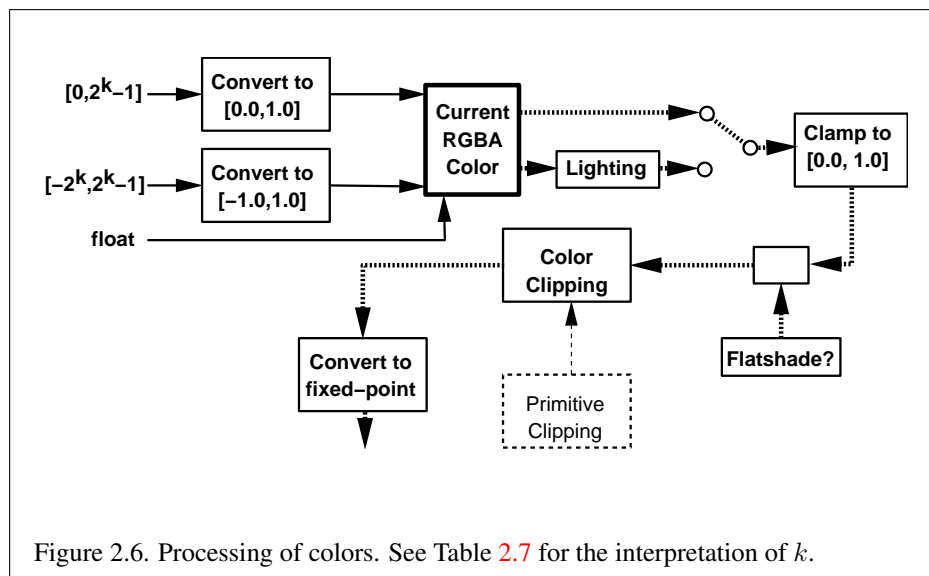 [0,2k−1]
Convert to
[0.0,1.0]
Current
RGBA
Color
Lighting
Clamp to
[0.0, 1.0]
[−2k,2k−1]
Convert to
[−1.0,1.0]
float
Color
Clipping
Flatshade?
Convert to
fixed−point
Primitive
Clipping
Figure 2.6. Processing of colors. See Table 2.7 for the interpretation of k.